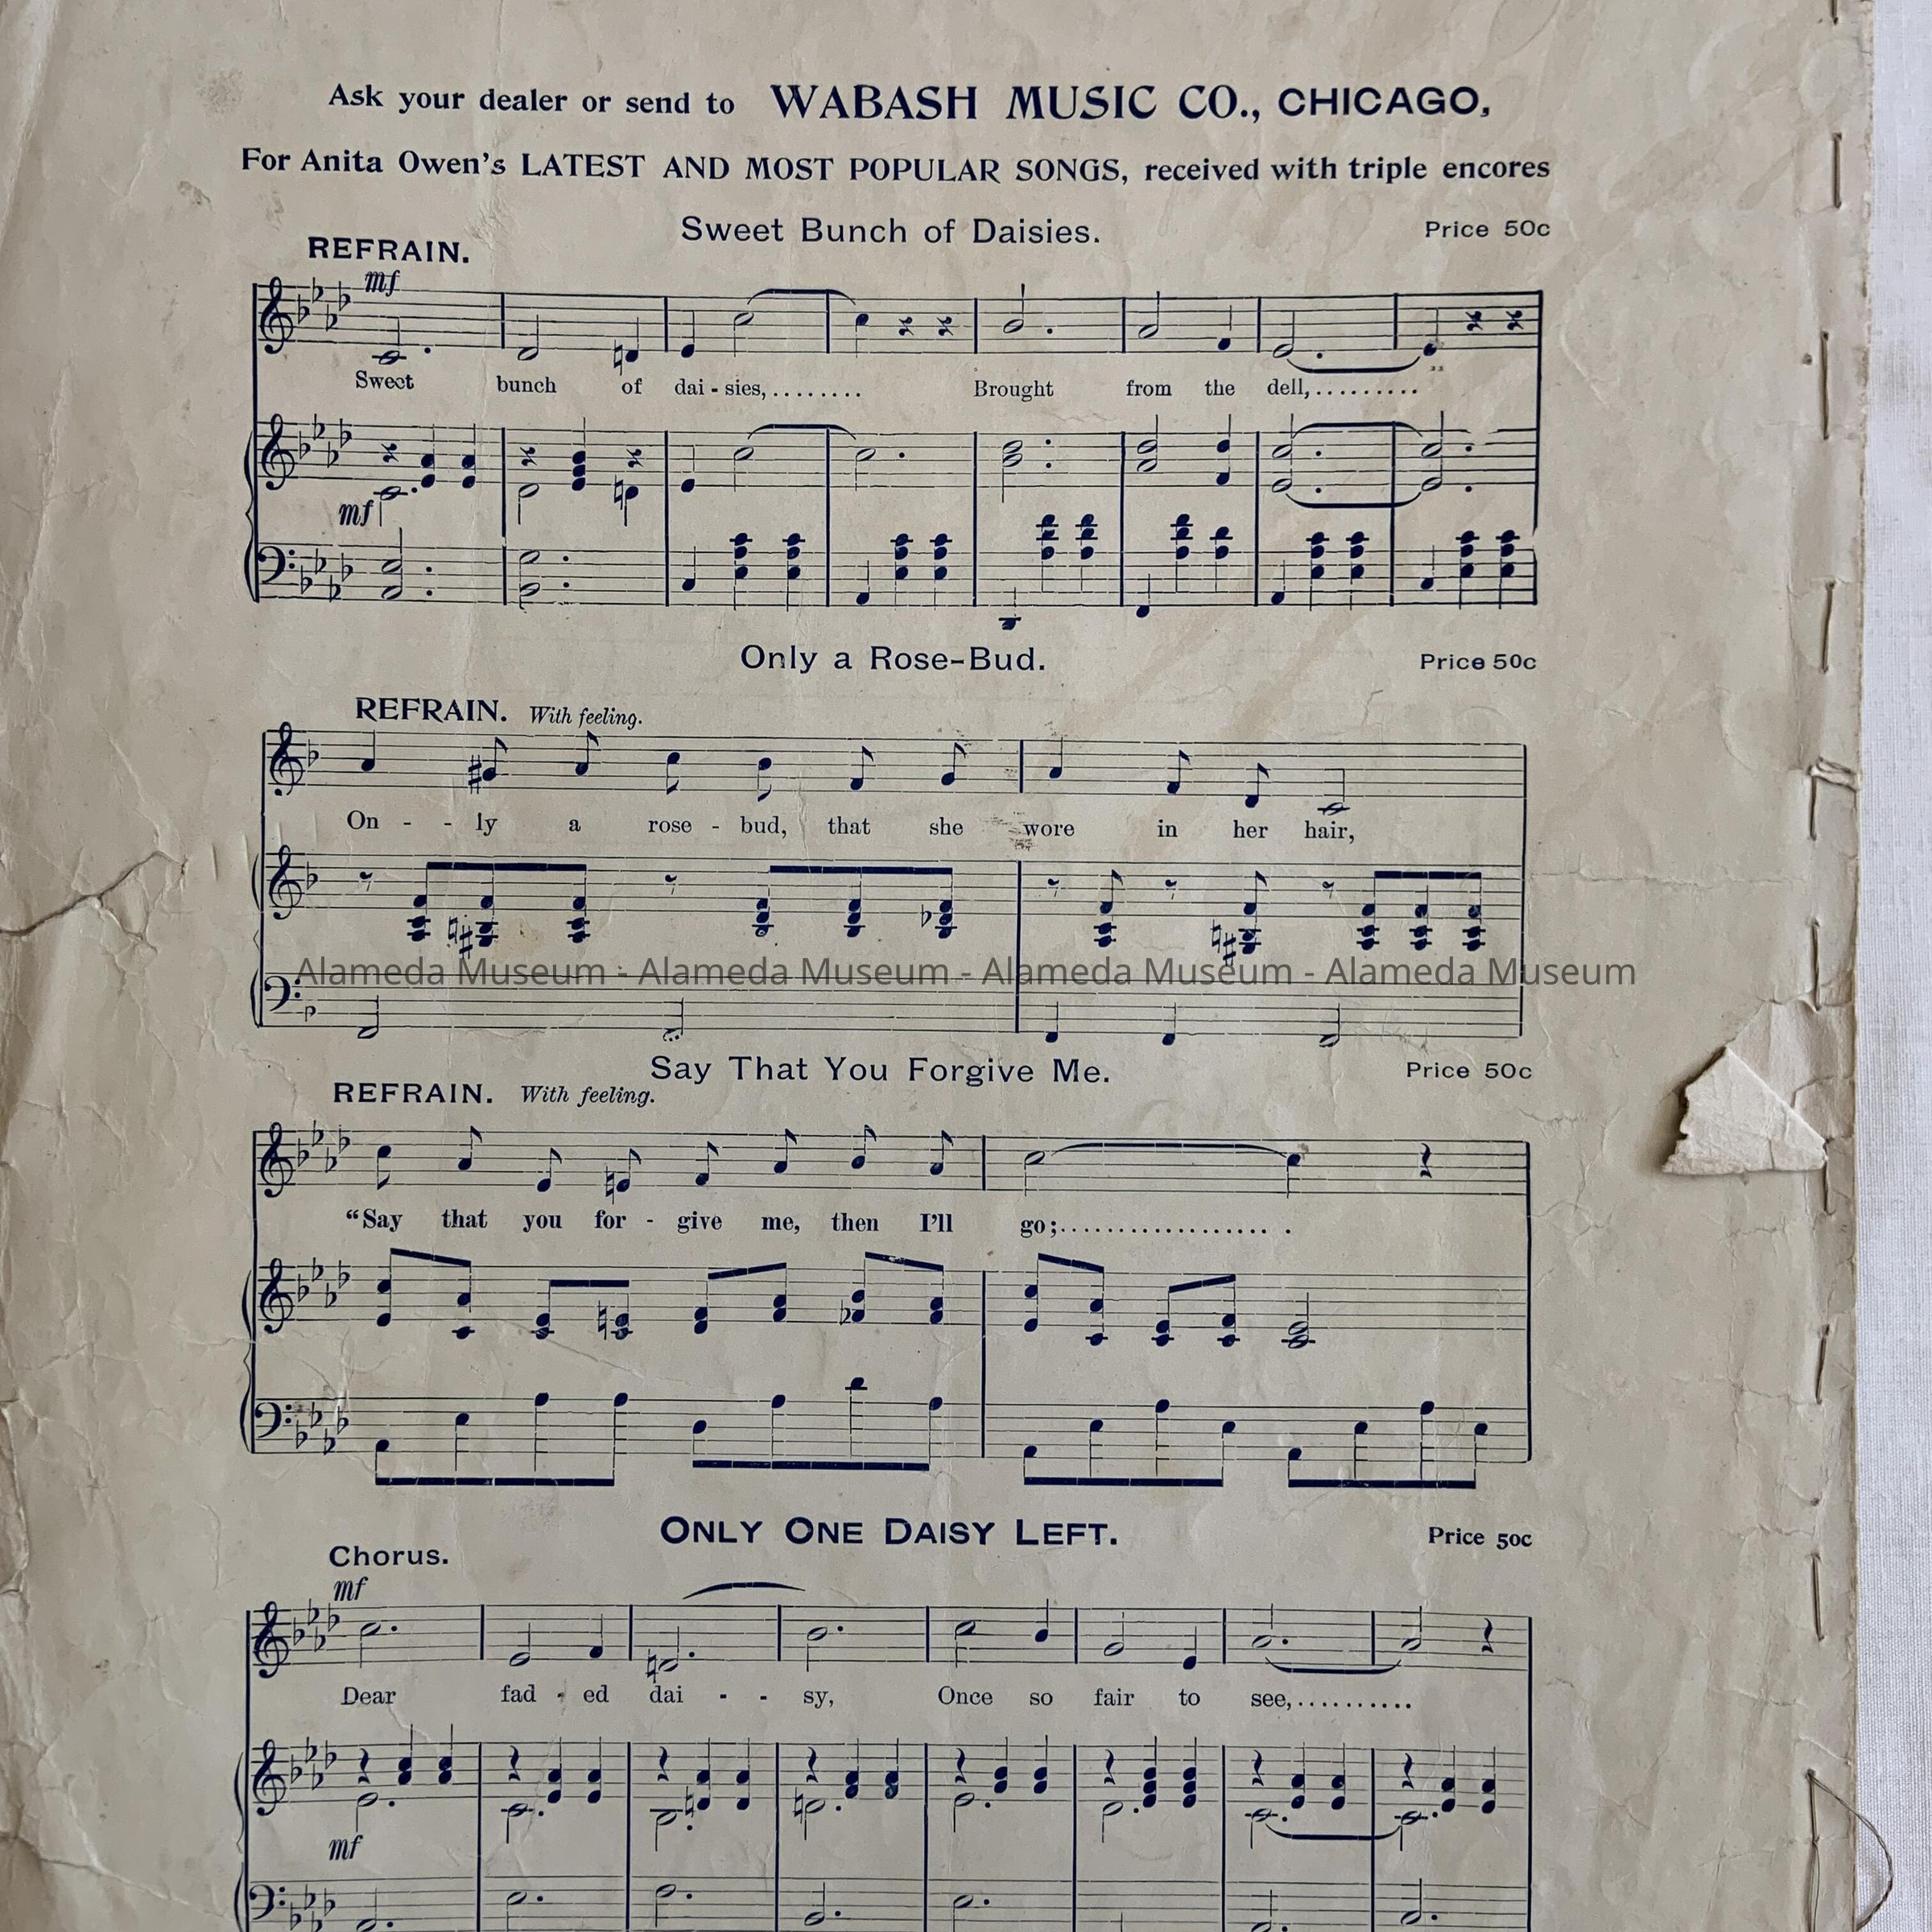 Ask your dealer or send to WABASH MUSIC CO., CHICAGO,
For Anita Owen's LATEST AND MOST POPULAR SONGS, received with triple encores
Sweet Bunch of Daisies. Price 50c
REFRAIN.
mf
Sweet bunch of dai - sies,........ Brought from the dell,.........
mf
Only a Rose-Bud. Price 50c
REFRAIN. With feeling.
On - - ly a rose - bud, that she wore in her hair,
Alameda Museum - Alameda Museum - Alameda Museum - Alameda Museum
Say That You Forgive Me. Price 50c
REFRAIN. With feeling.
“Say that you for - give me, then I'll go;.................. .
ONLY ONE DAISY LEFT. Price 50c
Chorus.
mf
Dear fad - ed dai - - sy, Once so fair to see,..........
mf